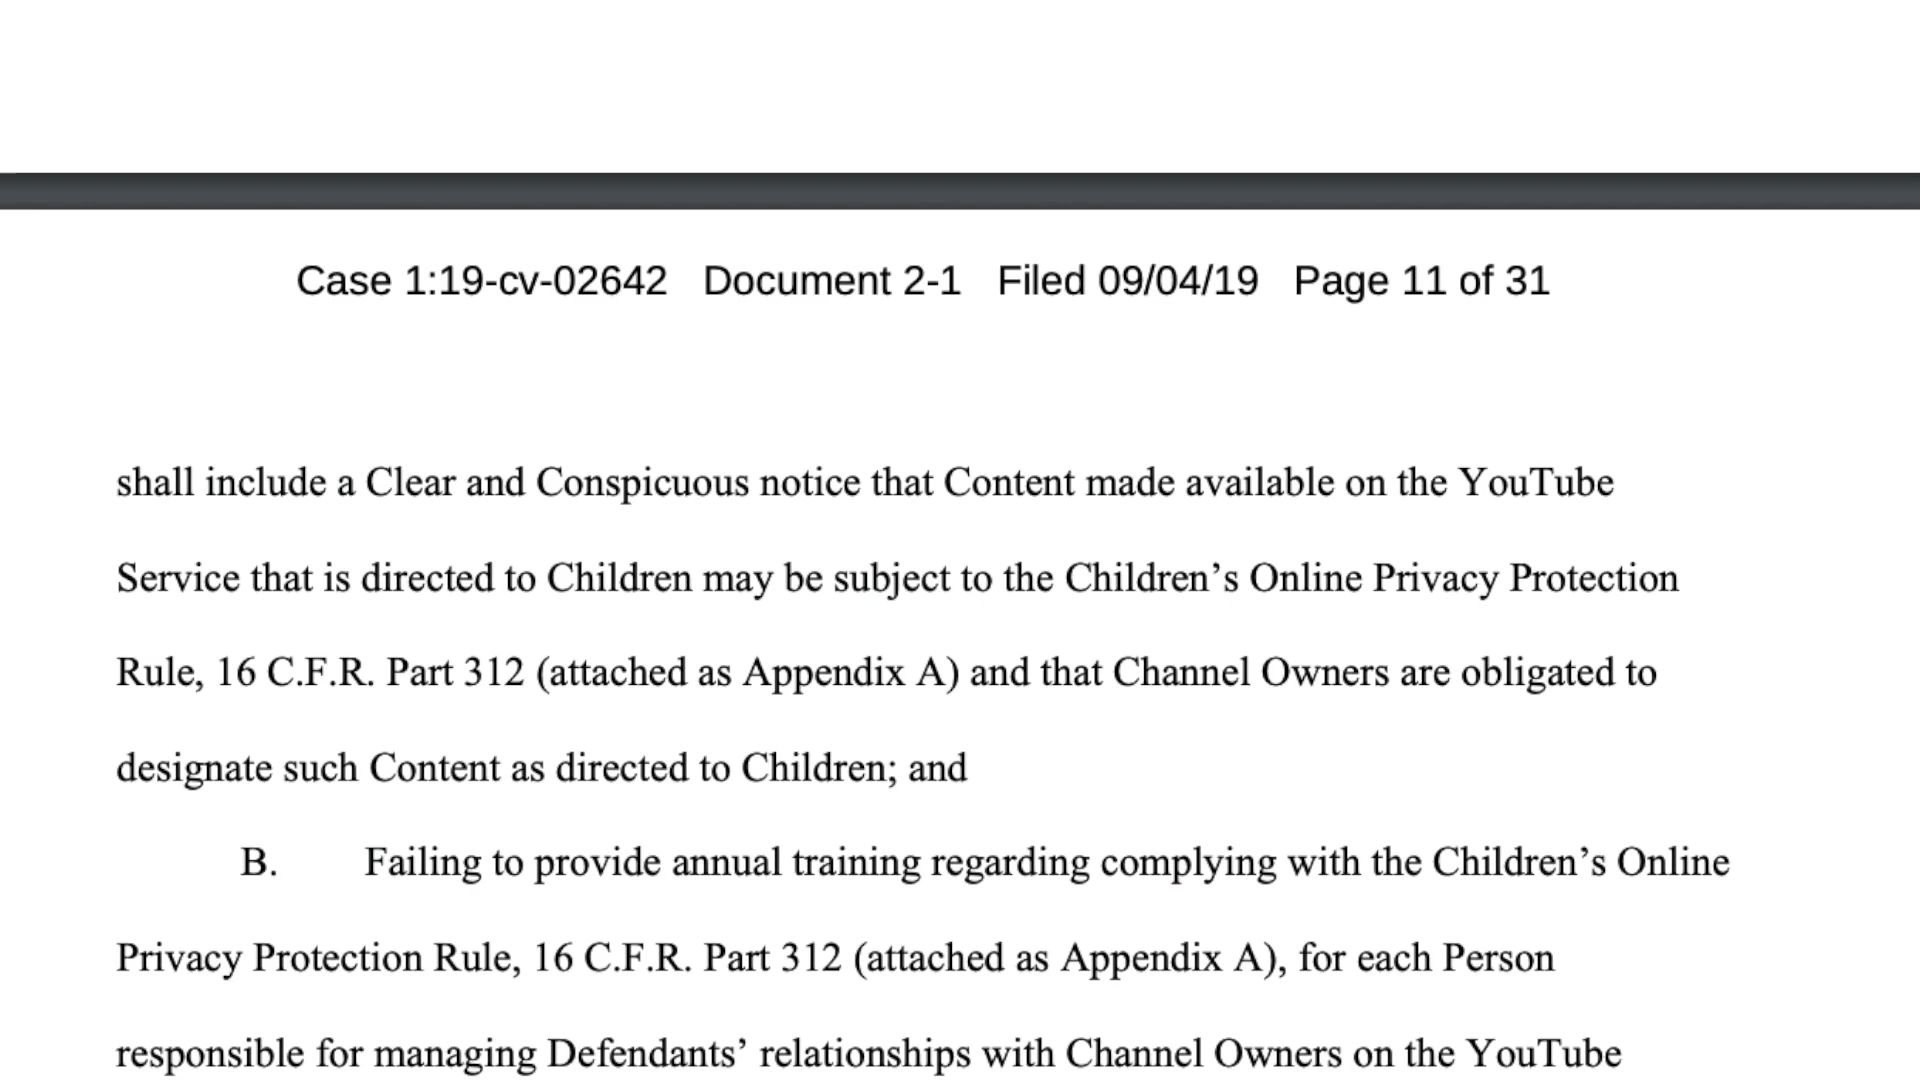 Case 1:19-cv-02642 Document 2-1 Filed 09/04/19 Page 11 of 31
shall include a Clear and Conspicuous notice that Content made available on the YouTube
Service that is directed to Children may be subject to the Children’s Online Privacy Protection
Rule, 16 C.F.R. Part 312 (attached as Appendix A) and that Channel Owners are obligated to
designate such Content as directed to Children; and
B. Failing to provide annual training regarding complying with the Children’s Online
Privacy Protection Rule, 16 C.F.R. Part 312 (attached as Appendix A), for each Person
responsible for managing Defendants’ relationships with Channel Owners on the YouTube